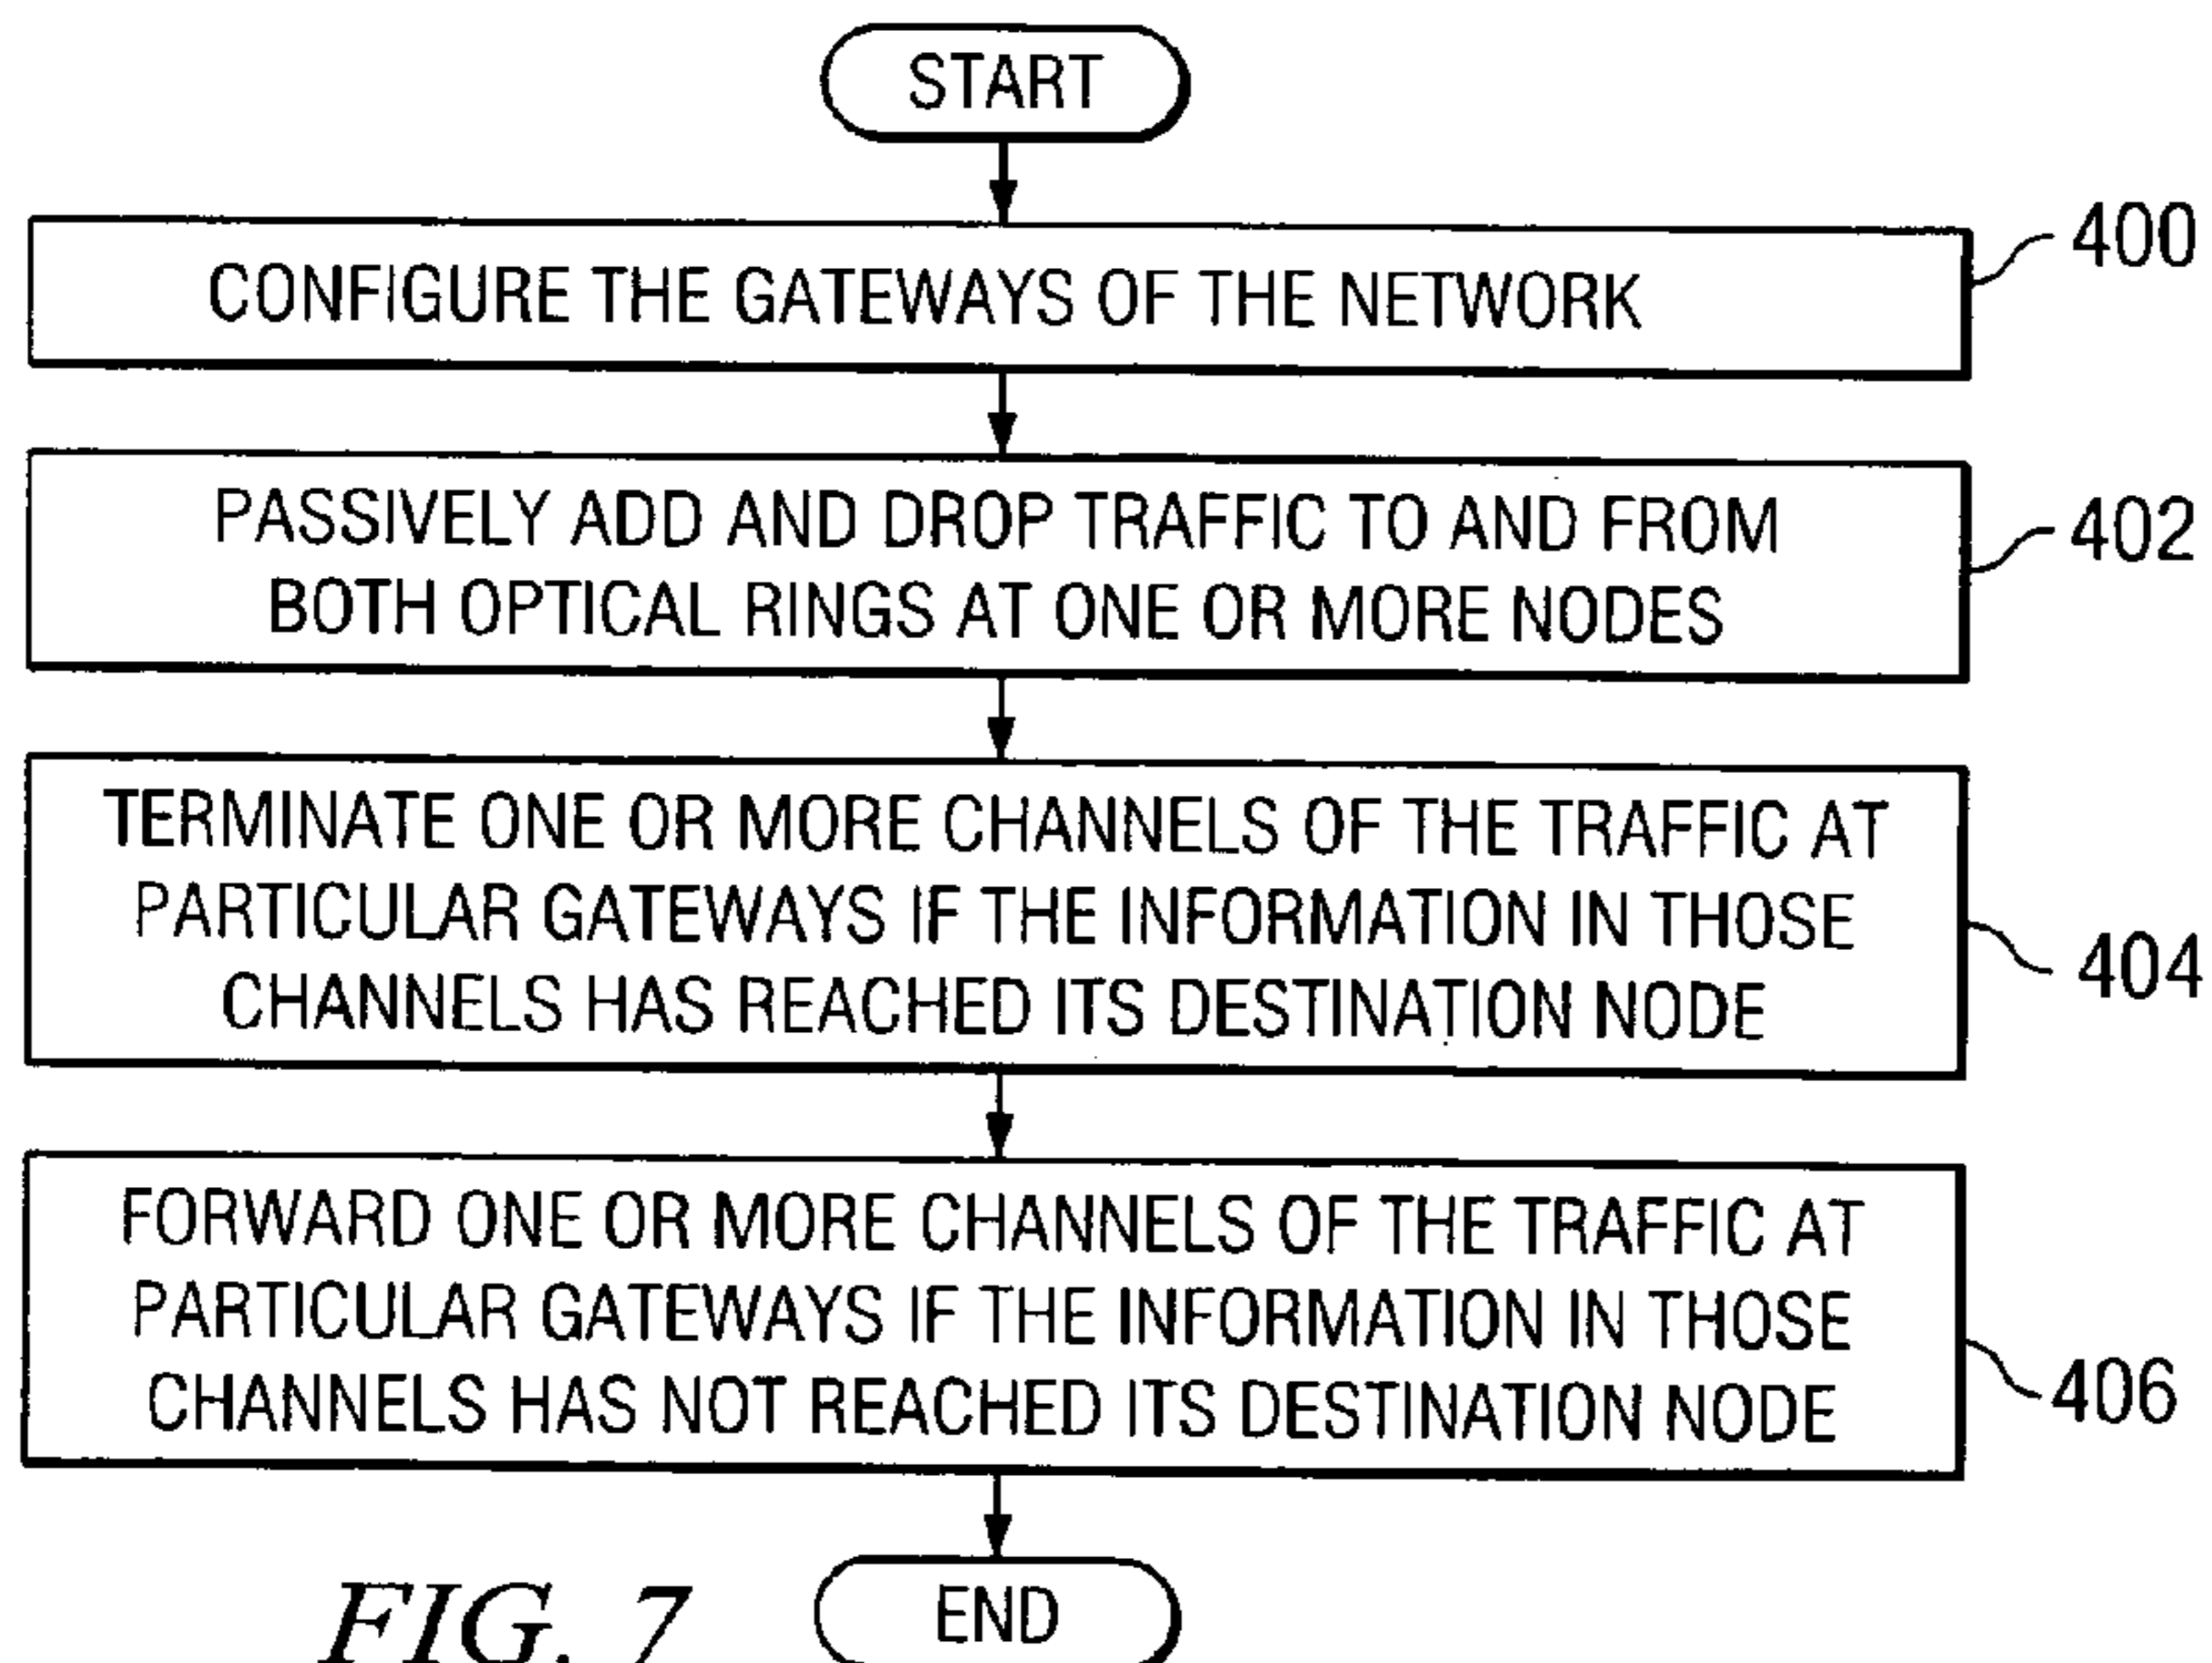 START
CONFIGURE THE GATEWAYS OF THE NETWORK
400
PASSIVELY ADD AND DROP TRAFFIC TO AND FROM
BOTH OPTICAL RINGS AT ONE OR MORE NODES
402
TERMINATE ONE OR MORE CHANNELS OF THE TRAFFIC AT
PARTICULAR GATEWAYS IF THE INFORMATION IN THOSE
CHANNELS HAS REACHED ITS DESTINATION NODE
404
FORWARD ONE OR MORE CHANNELS OF THE TRAFFIC AT
PARTICULAR GATEWAYS IF THE INFORMATION IN THOSE
CHANNELS HAS NOT REACHED ITS DESTINATION NODE
406
END
FIG. 7